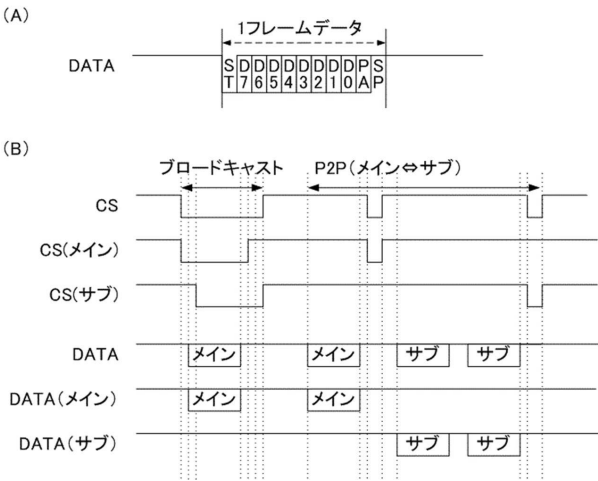 (A)
1フレームデータ
DATA
S D D D D D D D D P S
T 7 6 5 4 3 2 1 0 A P
(B)
ブロードキャスト P2P(メイン⇔サブ)
CS
CS(メイン)
CS(サブ)
DATA メイン メイン サブ サブ
DATA(メイン) メイン メイン
DATA(サブ) サブ サブ